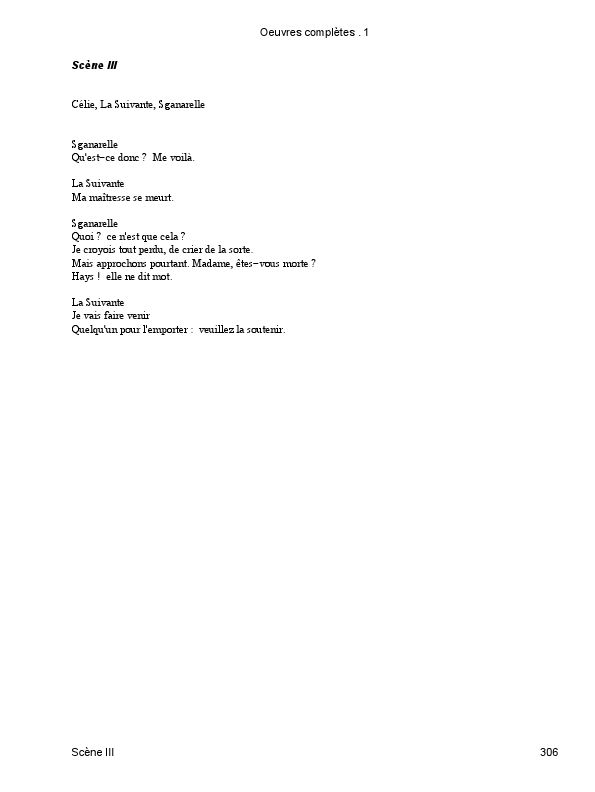 Oeuvres complètes . 1
Scène III
Célie, La Suivante, Sganarelle
Sganarelle
Qu'est-ce donc ? Me voilà.
La Suivante
Ma maîtresse se meurt.
Sganarelle
Quoi ? ce n'est que cela ?
Je croyois tout perdu, de crier de la sorte.
Mais approchons pourtant. Madame, êtes-vous morte ?
Hays ! elle ne dit mot.
La Suivante
Je vais faire venir
Quelqu'un pour l'emporter : veuillez la soutenir.
Scène III 306